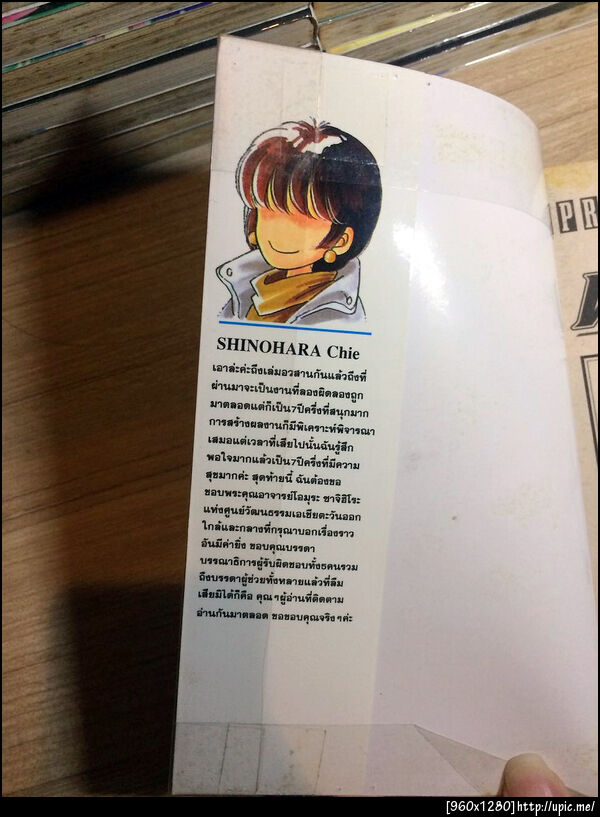 SHINOHARA Chie
เอาล่ะค่ะถึงเล่มอวสานกันแล้วถึงที่
ผ่านมาจะเป็นงานที่ลองผิดลองถูก
มาตลอดแต่ก็เป็น7ปีครึ่งที่สนุกมาก
การสร้างผลงานก็มีพิเคราะห์พิจารณา
เสมอแต่เวลาที่เสียไปนั้นฉันรู้สึก
พอใจมากแล้วเป็น7ปีครึ่งที่มีความ
สุขมากค่ะ สุดท้ายนี้ ฉันต้องขอ
ขอบพระคุณอาจารย์โอมุระ ซาจิฮิโระ
แห่งศูนย์วัฒนธรรมเอเชียตะวันออก
ใกล้และกลางที่กรุณาบอกเรื่องราว
อันมีค่ายิ่ง ขอบคุณบรรดา
บรรณาธิการผู้รับผิดชอบทั้ง5คนรวม
ถึงบรรดาผู้ช่วยทั้งหลายแล้วที่ลืม
เสียมิได้ก็คือ คุณๆผู้อ่านที่ติดตาม
อ่านกันมาตลอด ขอขอบคุณจริงๆค่ะ
PR
[960x1280]http://upic.me/